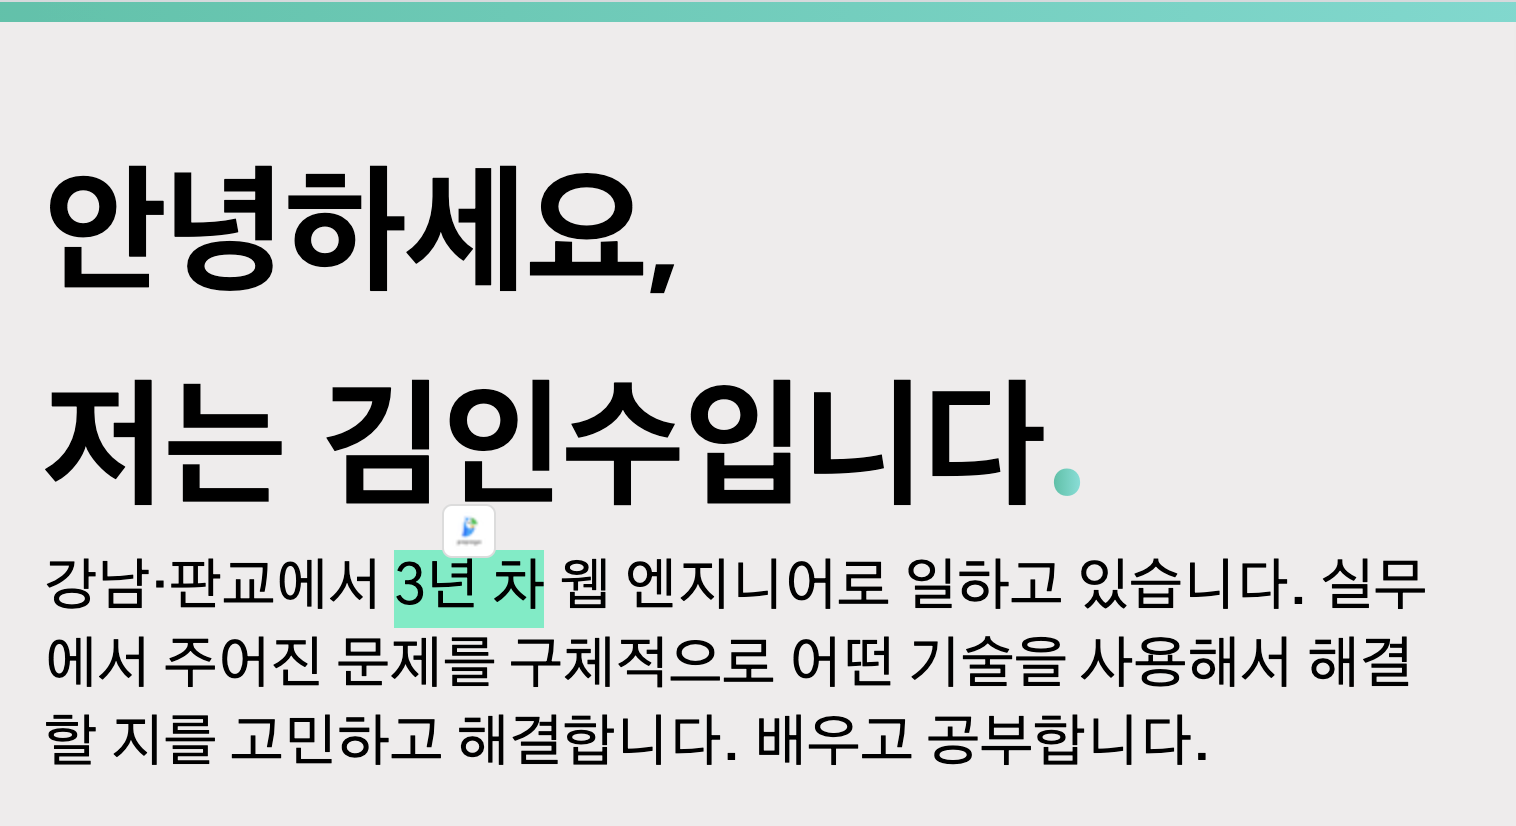 안녕하세요,
저는 김인수입니다.
강남·판교에서 3년 차 웹 엔지니어로 일하고 있습니다. 실무
에서 주어진 문제를 구체적으로 어떤 기술을 사용해서 해결
할 지를 고민하고 해결합니다. 배우고 공부합니다.